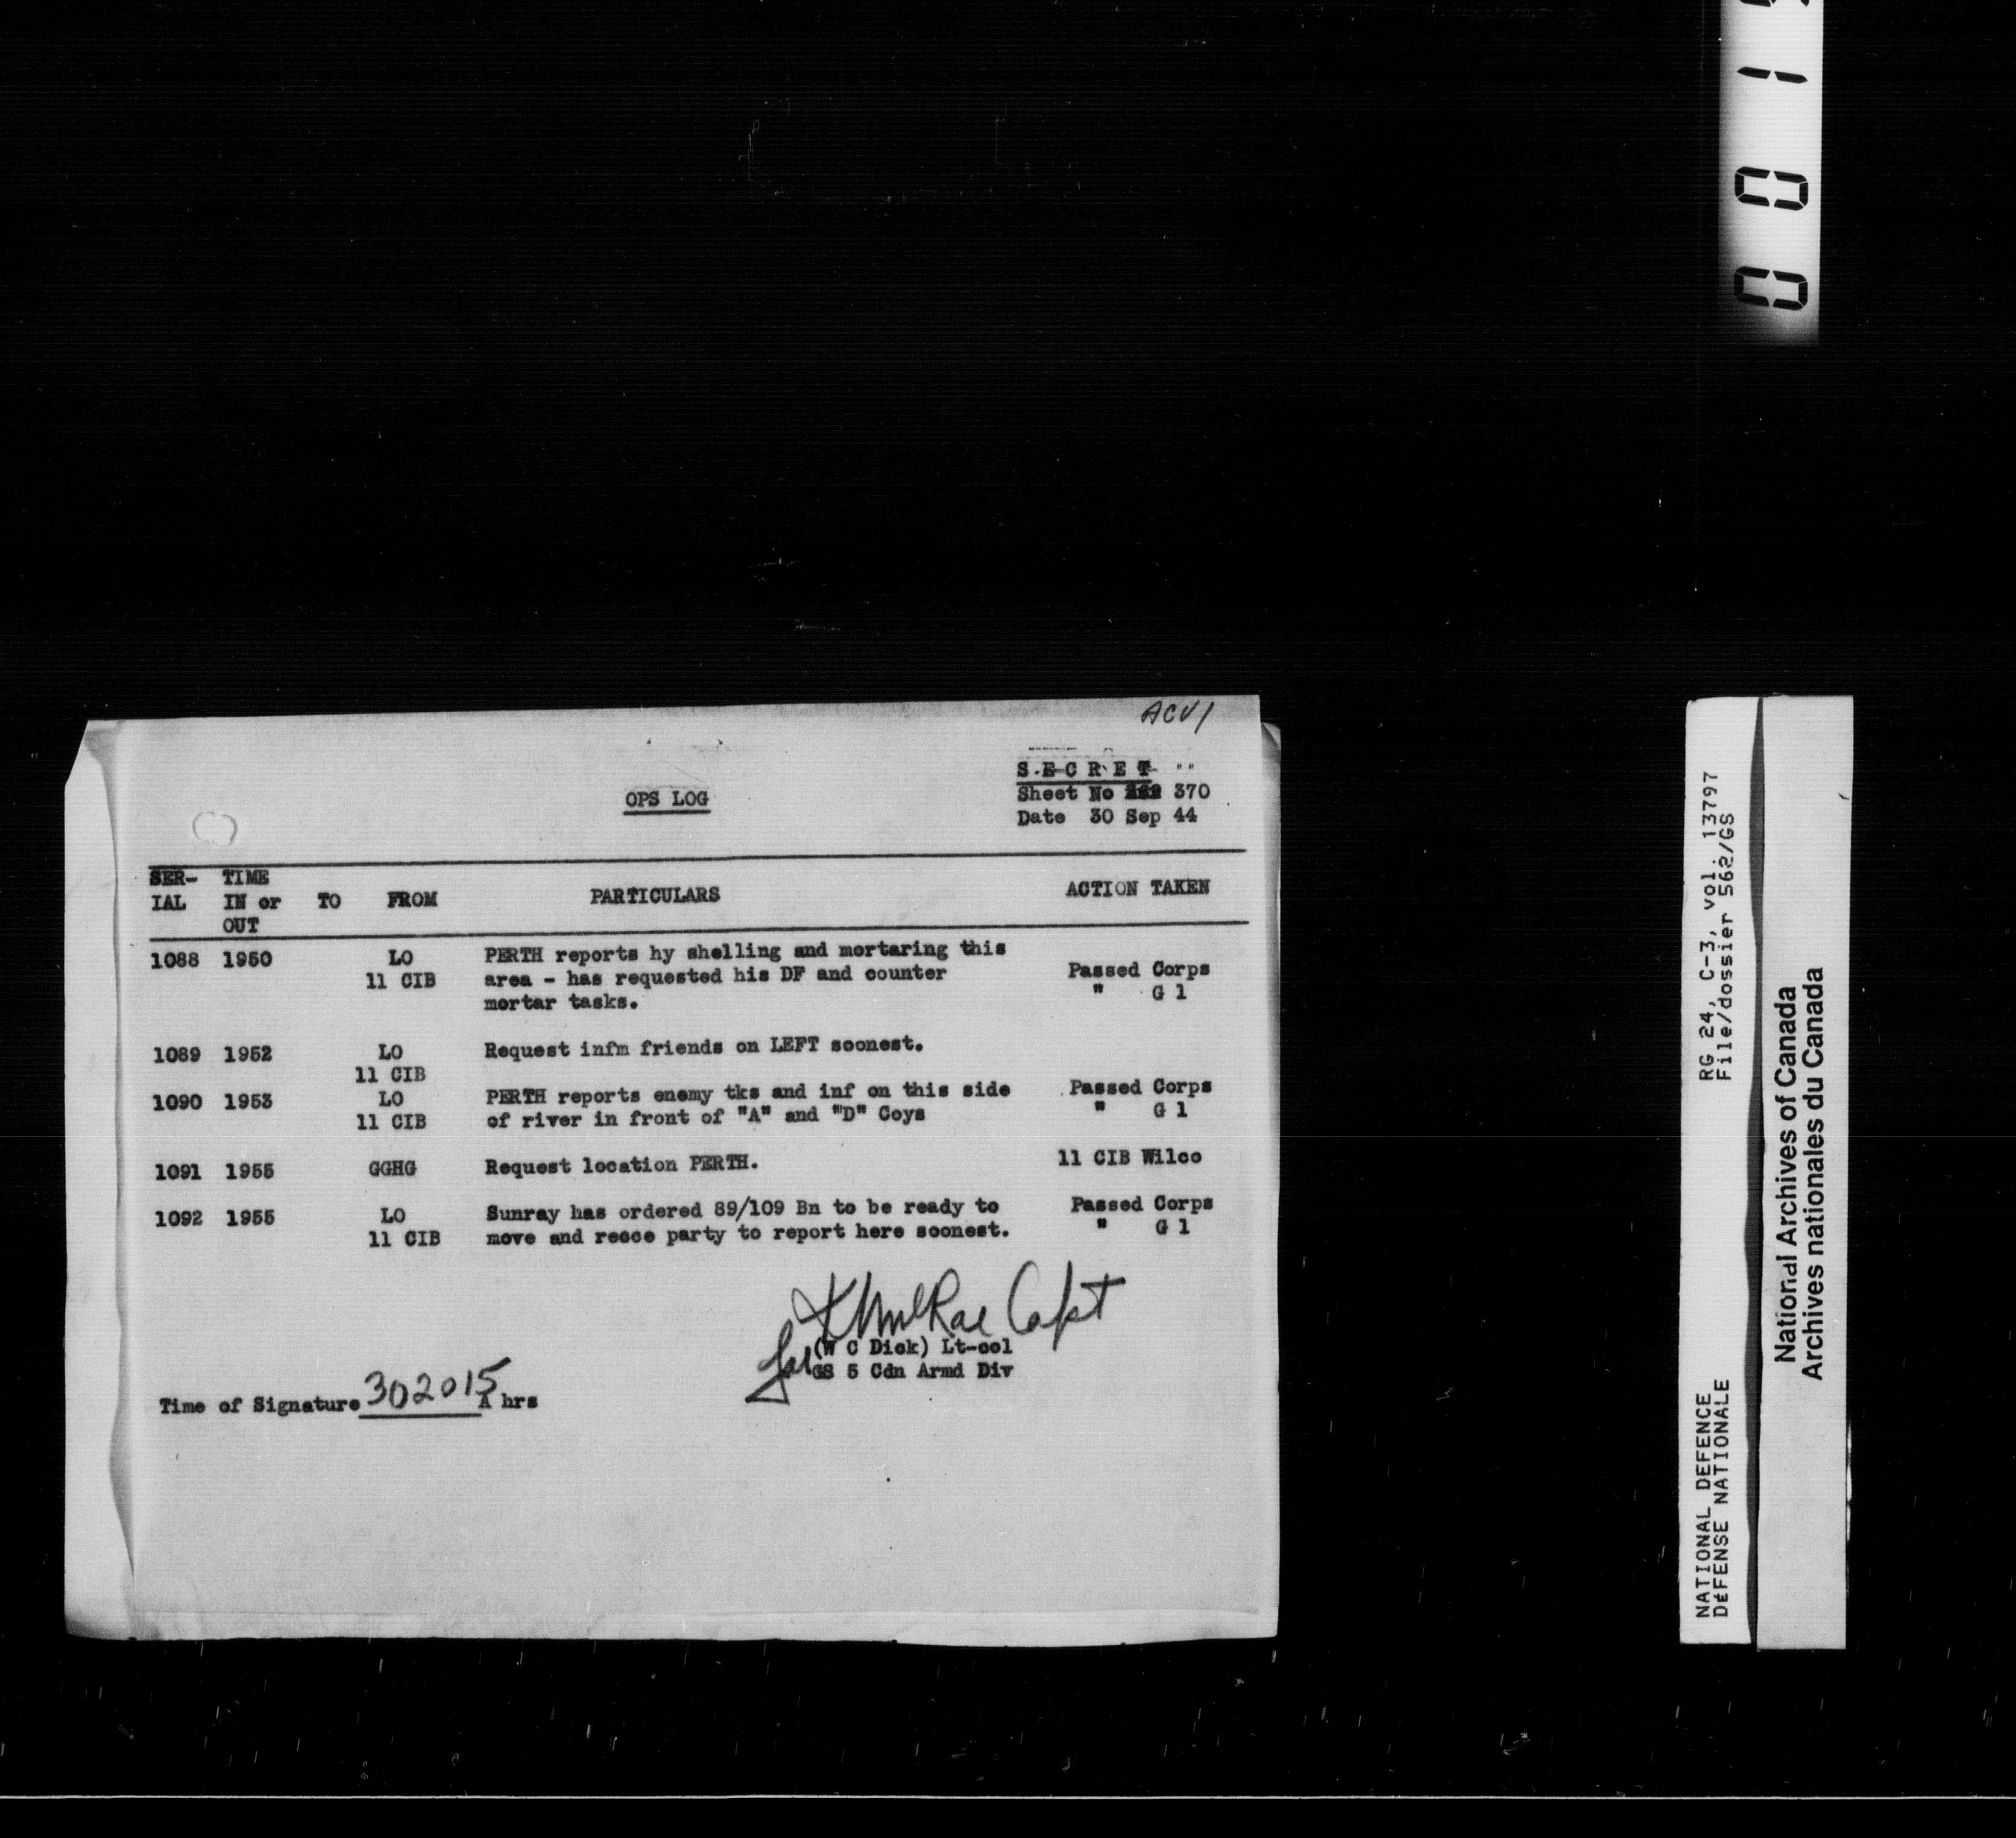 0 0 1
ACV1
S E C R E T
OPS LOG
Sheet No 370
Date 30 Sep 44
SER- TIME
IAL IN or TO FROM PARTICULARS ACTION TAKEN
OUT
1088 1950 LO PERTH reports hy shelling and mortaring this
11 CIB area - has requested his DF and counter Passed Corps
mortar tasks. " G 1
1089 1952 LO Request infm friends on LEFT soonest.
11 CIB
1090 1953 LO PERTH reports enemy tks and inf on this side Passed Corps
11 CIB of river in front of "A" and "D" Coys " G 1
1091 1955 GGHG Request location PERTH. 11 CIB Wilco
1092 1955 LO Sunray has ordered 89/109 Bn to be ready to Passed Corps
11 CIB move and recce party to report here soonest. " G 1
Capt
for (W C Dick) Lt-col
GS 5 Cdn Armd Div
Time of Signature 302015 A hrs
RG 24, C-3, vol. 13797
File/dossier 562/GS
NATIONAL DEFENCE
DéFENSE NATIONALE
National Archives of Canada
Archives nationales du Canada